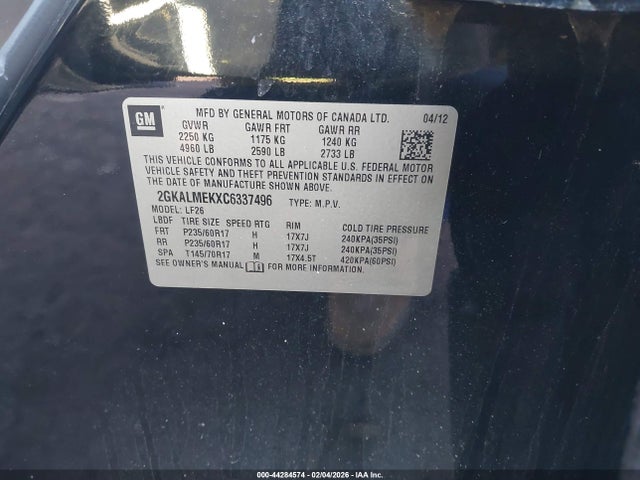 GM
MFD BY GENERAL MOTORS OF CANADA LTD. 04/12
GVWR GAWR FRT GAWR RR
2250 KG 1175 KG 1240 KG
4960 LB 2590 LB 2733 LB
THIS VEHICLE CONFORMS TO ALL APPLICABLE U.S. FEDERAL MOTOR
VEHICLE SAFETY, BUMPER, AND THEFT PREVENTION STANDARDS IN EFFECT
ON THE DATE OF MANUFACTURE SHOWN ABOVE.
2GKALMEKXC6337496 TYPE: M.P.V.
MODEL: LF26
LBDF TIRE SIZE SPEED RTG RIM COLD TIRE PRESSURE
FRT P235/60R17 H 17X7J 240KPA(35PSI)
RR P235/60R17 H 17X7J 240KPA(35PSI)
SPA T145/70R17 M 17X4.5T 420KPA(60PSI)
SEE OWNER'S MANUAL FOR MORE INFORMATION.
000-44284574 - 02/04/2026 - IAA Inc.